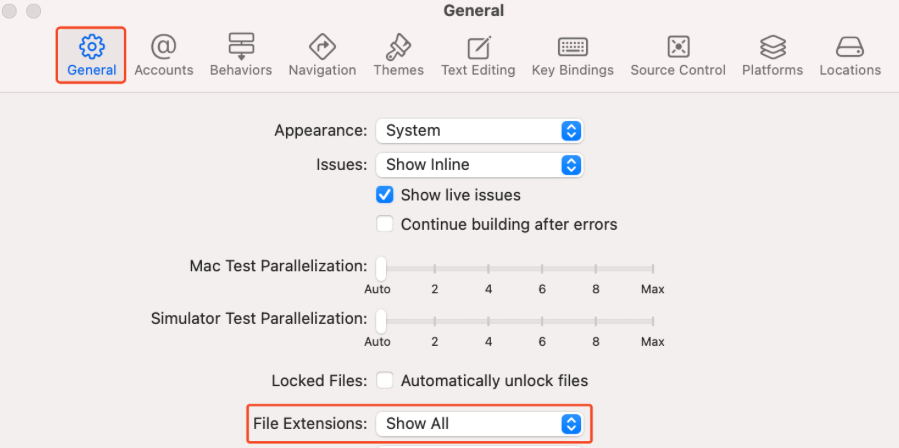 General
General Accounts Behaviors Navigation Themes Text Editing Key Bindings Source Control Platforms Locations
Appearance: System
Issues: Show Inline
Show live issues
Continue building after errors
Mac Test Parallelization:
Auto 2 4 6 8 Max
Simulator Test Parallelization:
Auto 2 4 6 8 Max
Locked Files: Automatically unlock files
File Extensions: Show All